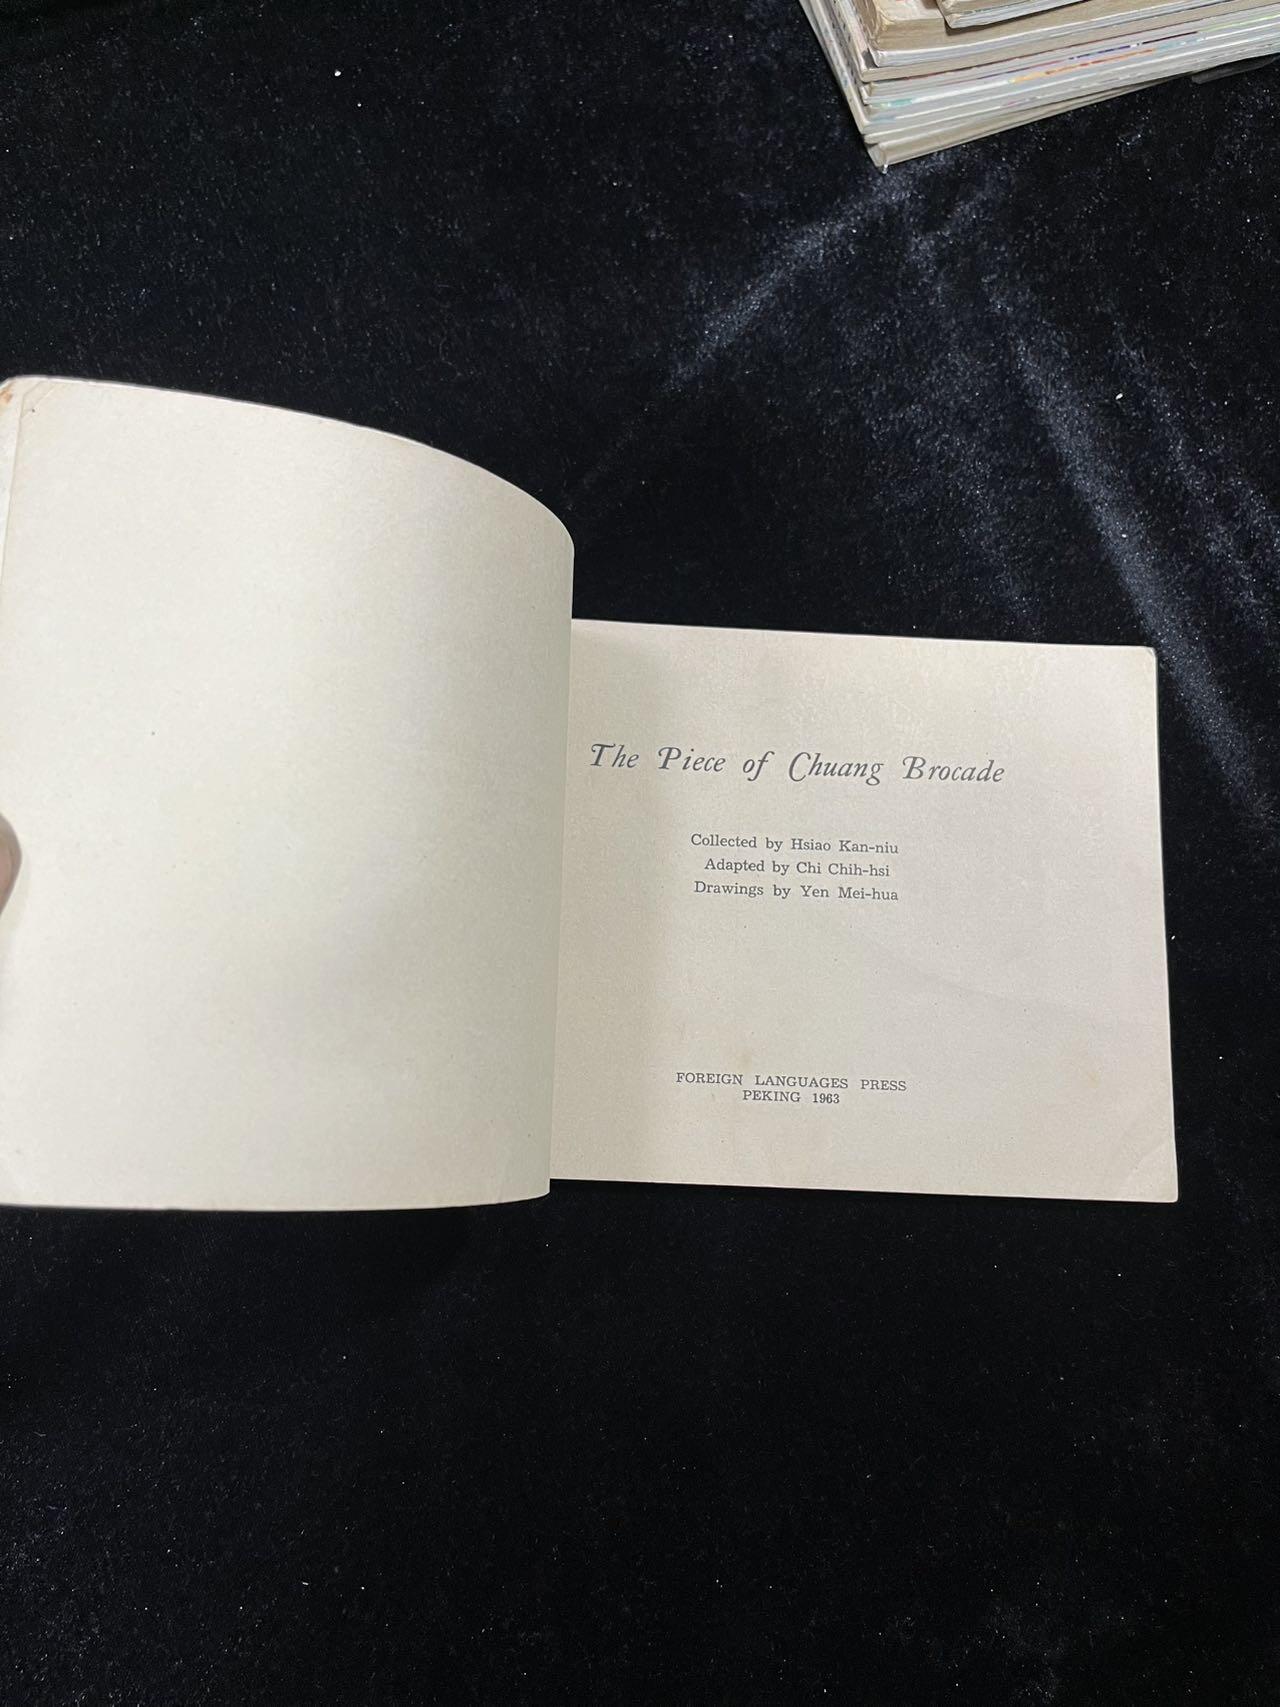 The Piece of Chuang Brocade
Collected by Hsiao Kan-niu
Adapted by Chi Chih-hsi
Drawings by Yen Mei-hua
FOREIGN LANGUAGES PRESS
PEKING 1963